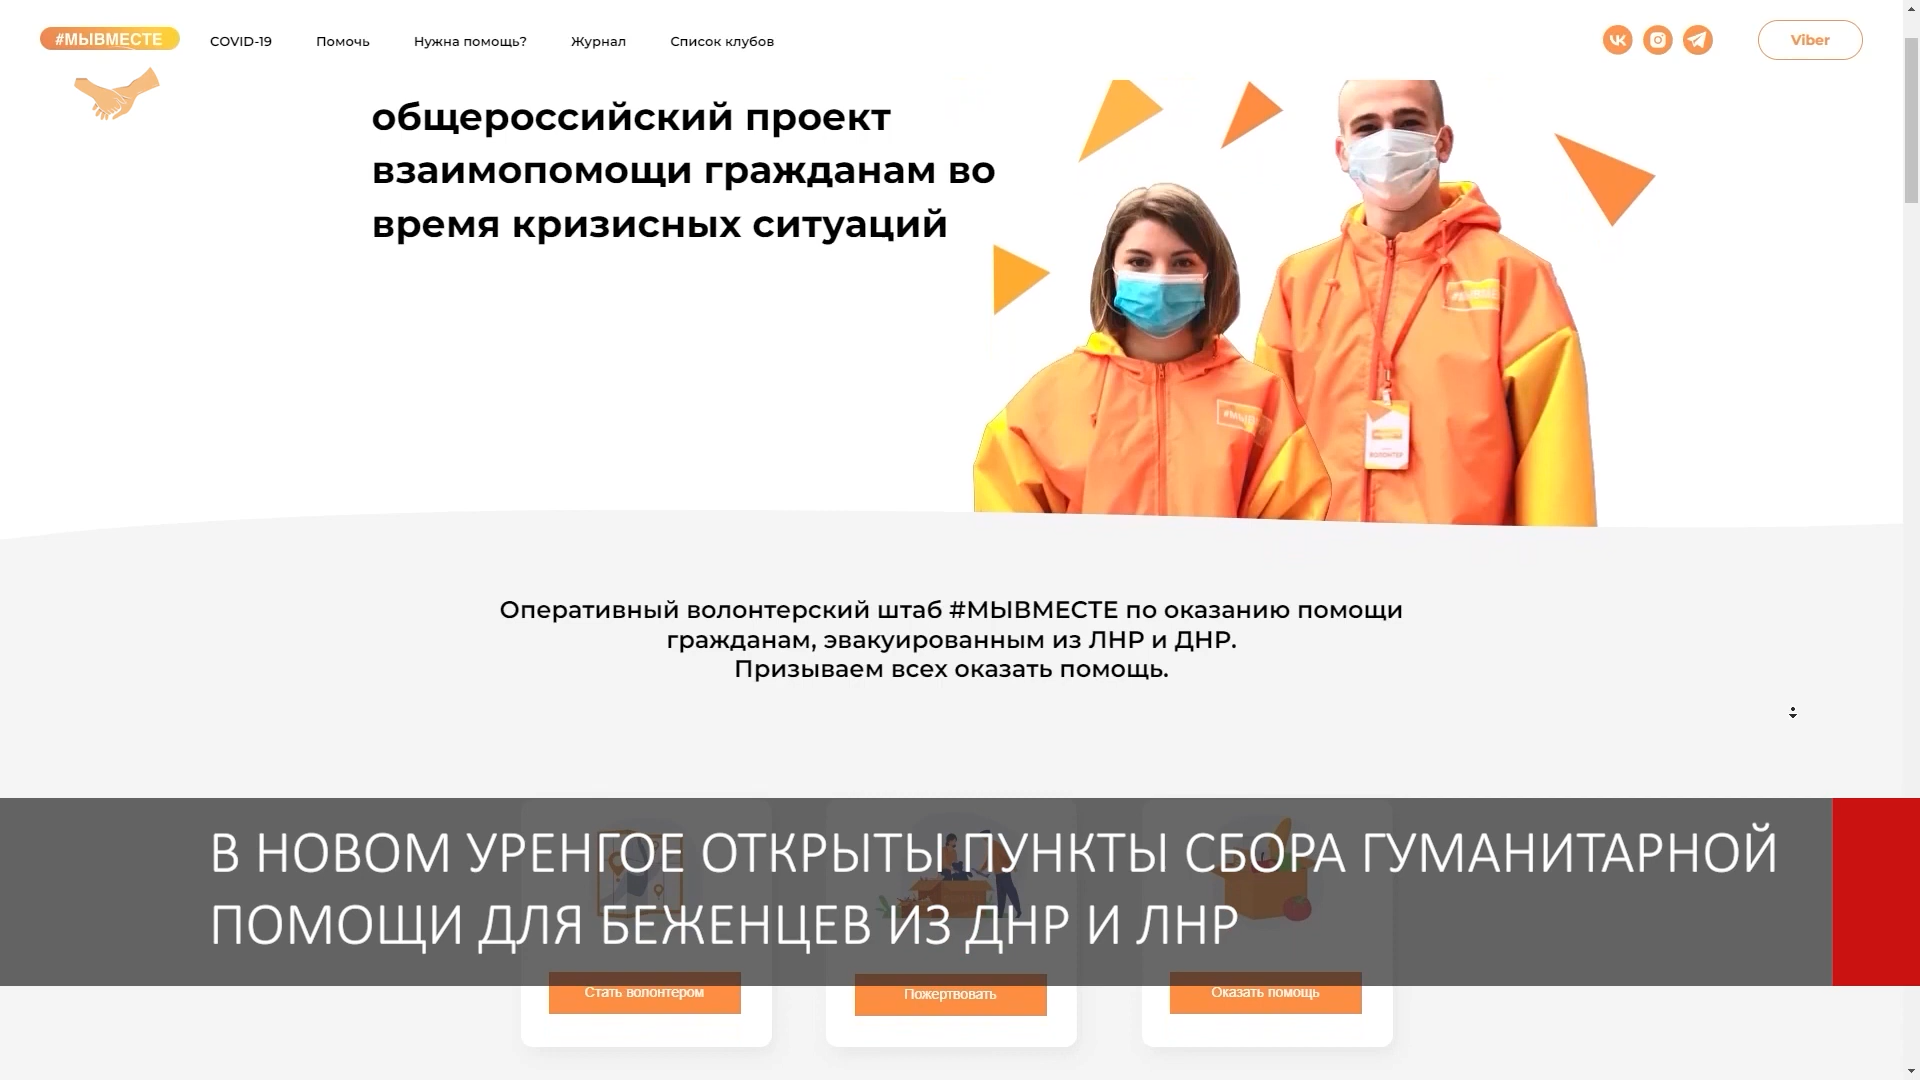 #МЫВМЕСТЕ
COVID-19
Помочь
Нужна помощь?
Журнал
Список клубов
Viber
общероссийский проект
взаимопомощи гражданам во
время кризисных ситуаций
ВОЛОНТЕР
Оперативный волонтерский штаб #МЫВМЕСТЕ по оказанию помощи
гражданам, эвакуированным из ЛНР и ДНР.
Призываем всех оказать помощь.
В НОВОМ УРЕНГОЕ ОТКРЫТЫ ПУНКТЫ СБОРА ГУМАНИТАРНОЙ
ПОМОЩИ ДЛЯ БЕЖЕНЦЕВ ИЗ ДНР И ЛНР
Стать волонтером
Пожертвовать
Оказать помощь